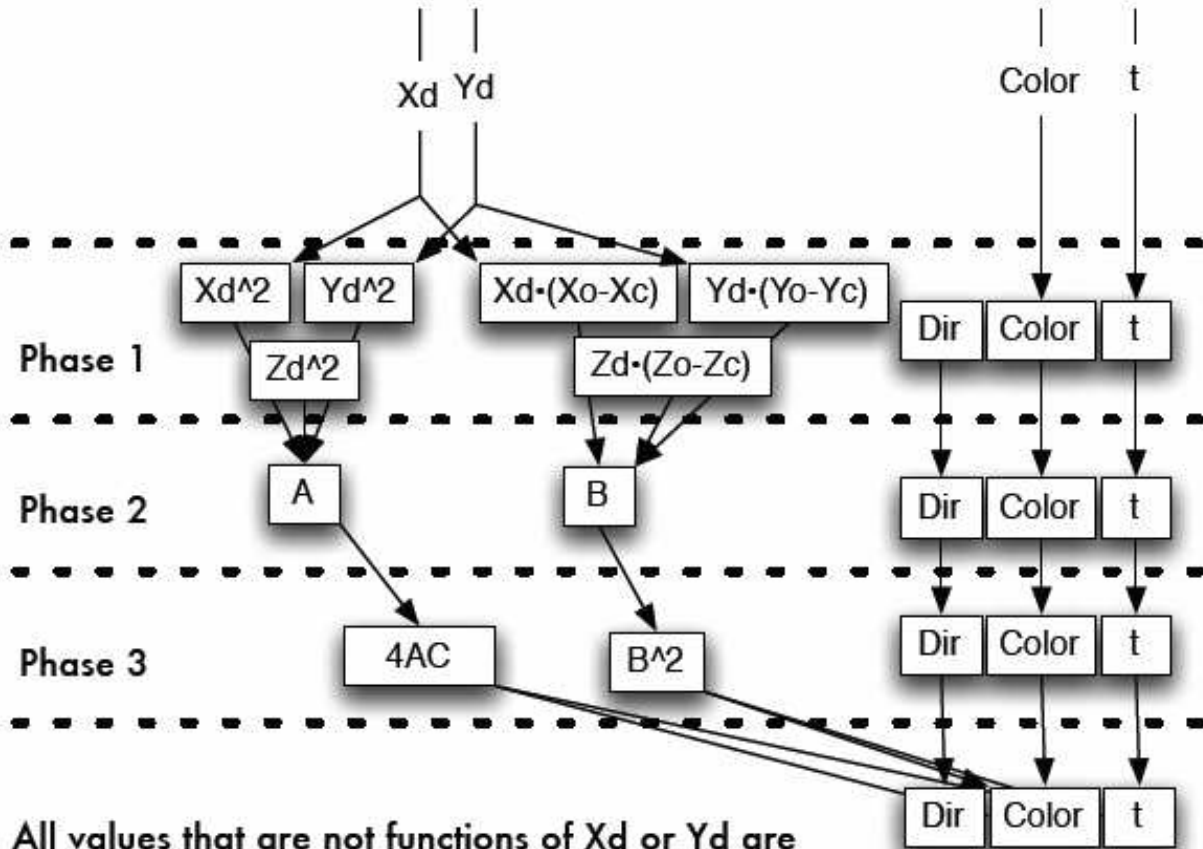 Xd Yd Color t
Xd^2 Yd^2 Xd•(Xo-Xc) Yd•(Yo-Yc)
Dir Color t
Phase 1 Zd^2 Zd•(Zo-Zc)
Phase 2 A B Dir Color t
Phase 3 4AC B^2 Dir Color t
Dir Color t
All values that are not functions of Xd or Yd are